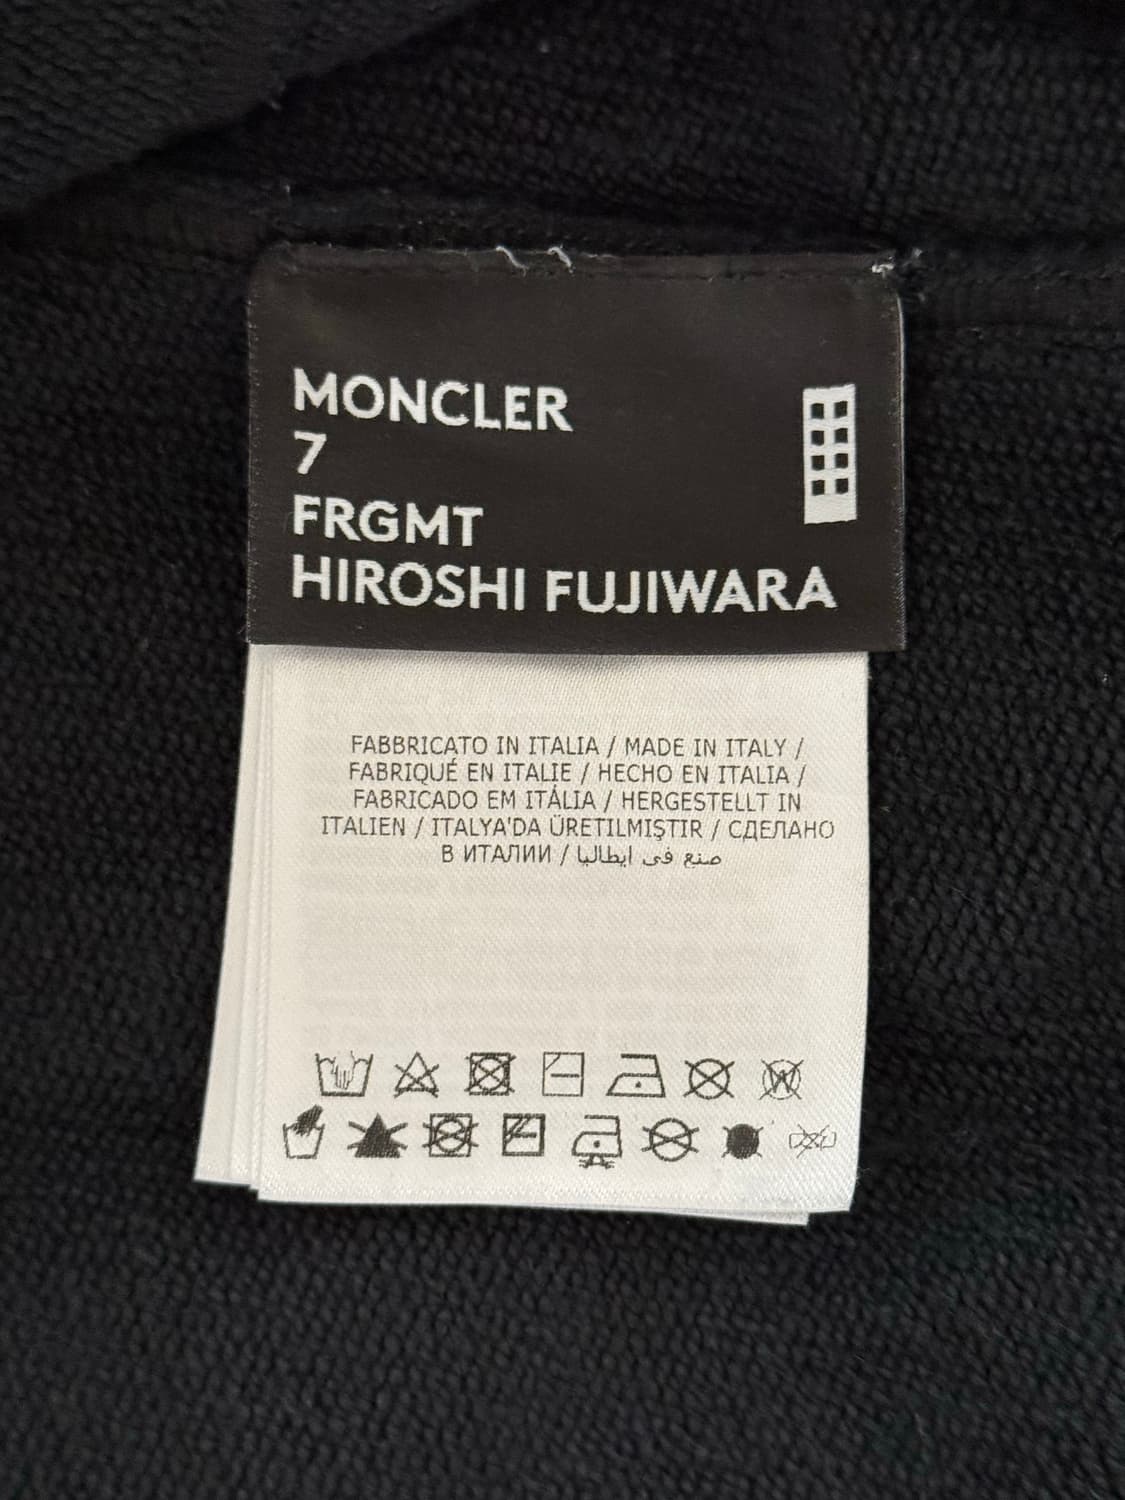 MONCLER
7
FRGMT
HIROSHI FUJIWARA
FABBRICATO IN ITALIA / MADE IN ITALY /
FABRIQUÉ EN ITALIE / HECHO EN ITALIA /
FABRICADO EM ITÁLIA / HERGESTELLT IN
ITALIEN / ITALYA'DA ÜRETILMIŞTIR / СДЕЛАНО
В ИТАЛИИ / صنع فى ايطاليا